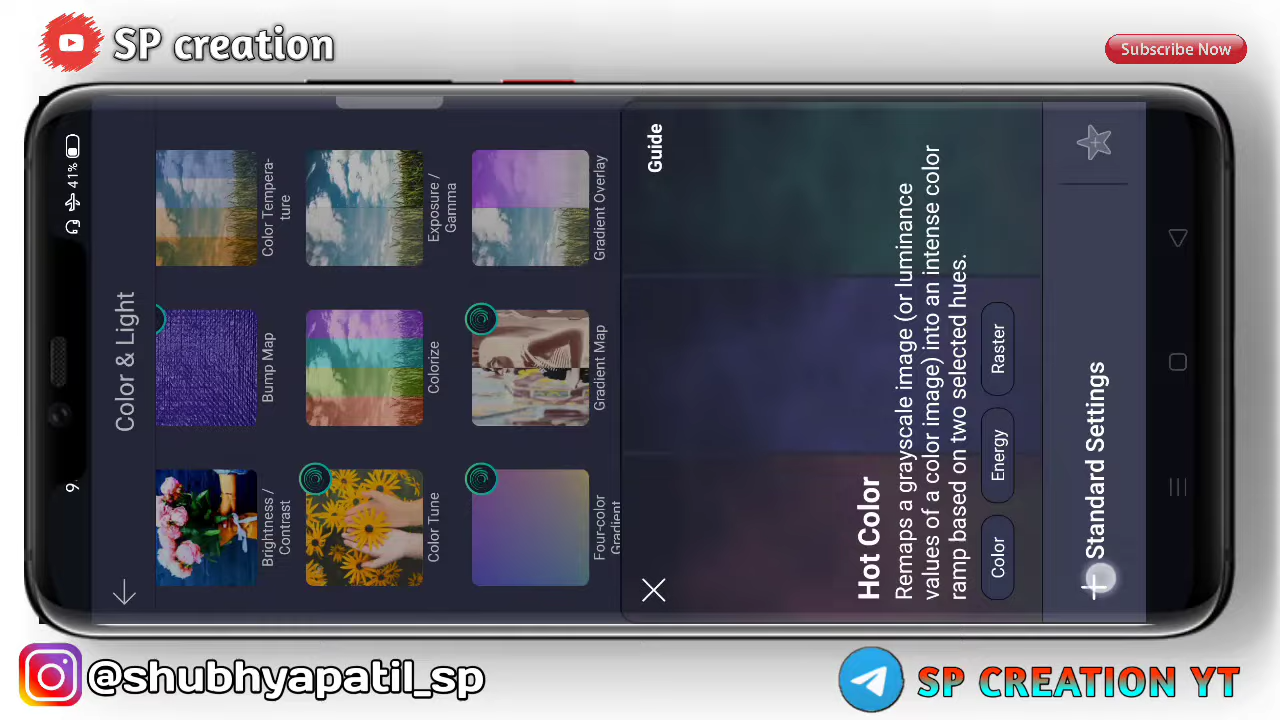 SP creation
Subscribe Now
41%
9
Color & Light
Brightness /
Contrast
Bump Map
Color Tempera-
ture
Color Tune
Colorize
Exposure /
Gamma
Four-color
Gradient
Gradient Map
Gradient Overlay
Guide
Hot Color
Remaps a grayscale image (or luminance
values of a color image) into an intense color
ramp based on two selected hues.
Color
Energy
Raster
Standard Settings
@shubhyapatil_sp
SP CREATION YT